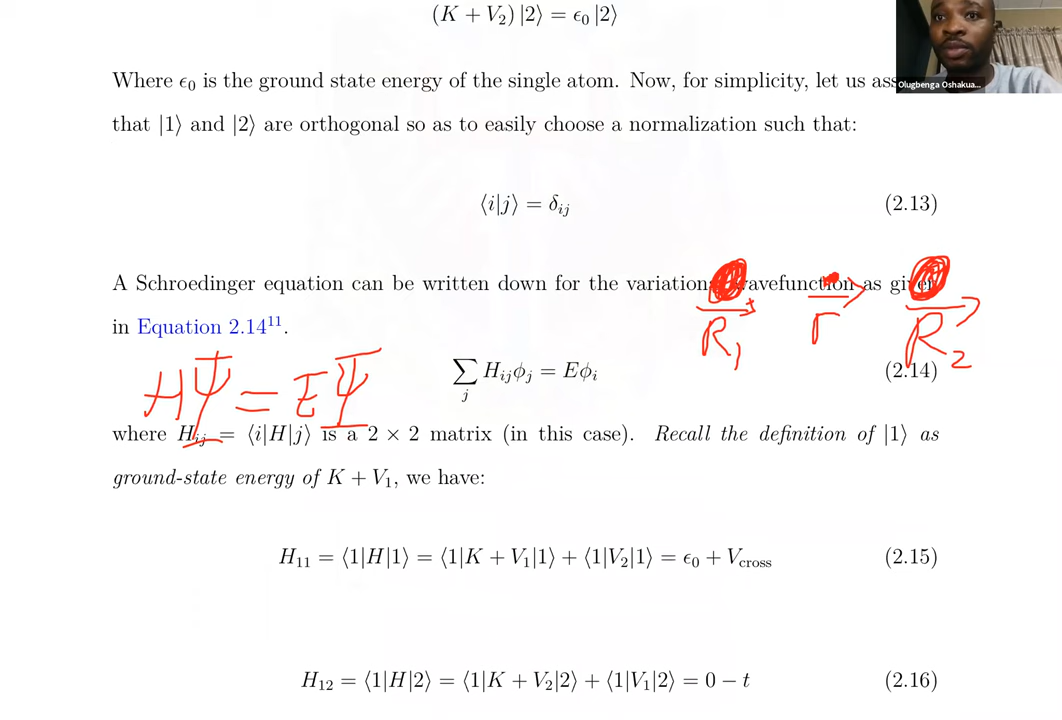 (K + V₂) |2⟩ = ϵ₀ |2⟩
Where ϵ₀ is the ground state energy of the single atom. Now, for simplicity, let us ass
Olugbenga Oshakua...
that |1⟩ and |2⟩ are orthogonal so as to easily choose a normalization such that:
⟨i|j⟩ = δᵢⱼ (2.13)
A Schroedinger equation can be written down for the variation avefunction as given
in Equation 2.14¹¹.
R₁ r R₂
HΨ = EΨ
∑ⱼ Hᵢⱼϕⱼ = Eϕᵢ (2.14)
where Hᵢⱼ = ⟨i|H|j⟩ is a 2 × 2 matrix (in this case). Recall the definition of |1⟩ as
ground-state energy of K + V₁, we have:
H₁₁ = ⟨1|H|1⟩ = ⟨1|K + V₁|1⟩ + ⟨1|V₂|1⟩ = ϵ₀ + V_cross (2.15)
H₁₂ = ⟨1|H|2⟩ = ⟨1|K + V₂|2⟩ + ⟨1|V₁|2⟩ = 0 − t (2.16)